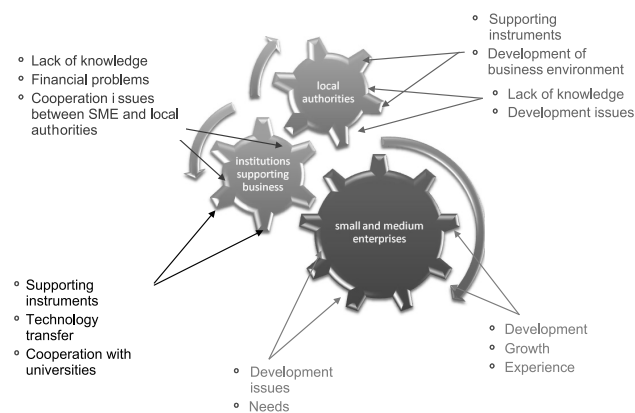 Supporting
instruments
Development of
business environment
Lack of knowledge
Development issues
Lack of knowledge
Financial problems
Cooperation i ssues
between SME and local
authorities
local
authorities
institutions
supporting
business
small and medium
enterprises
Supporting
instruments
Technology
transfer
Cooperation with
universities
Development
issues
Needs
Development
Growth
Experience